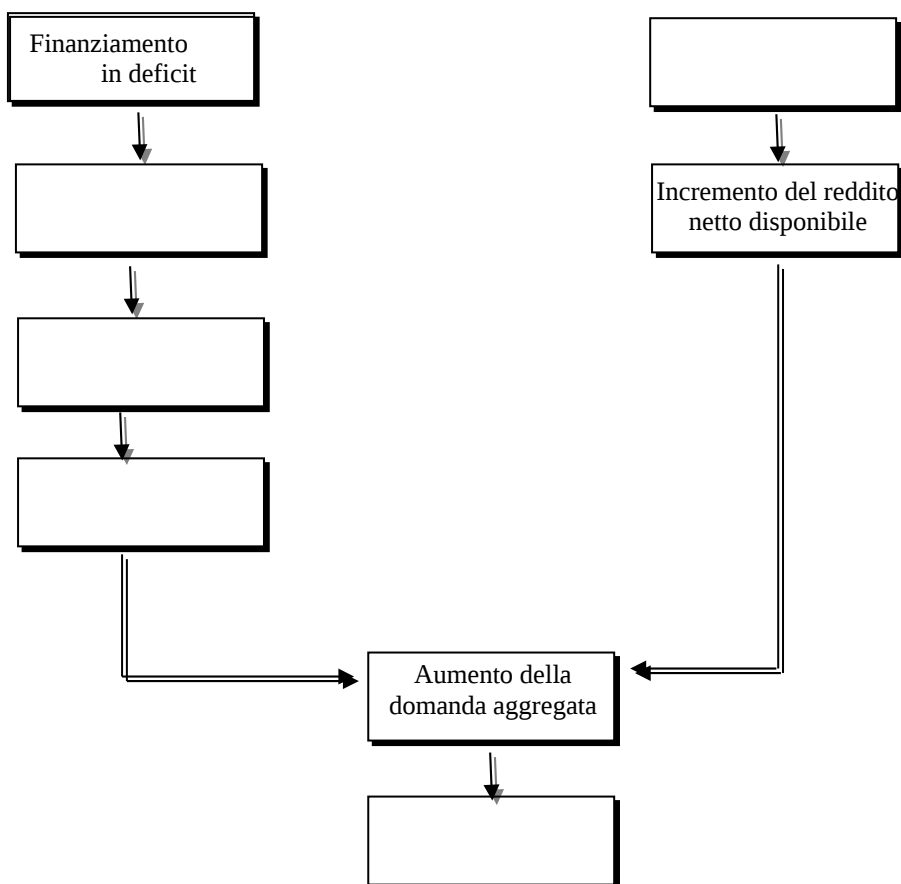 Finanziamento
in deficit
Incremento del reddito
netto disponibile
Aumento della
domanda aggregata